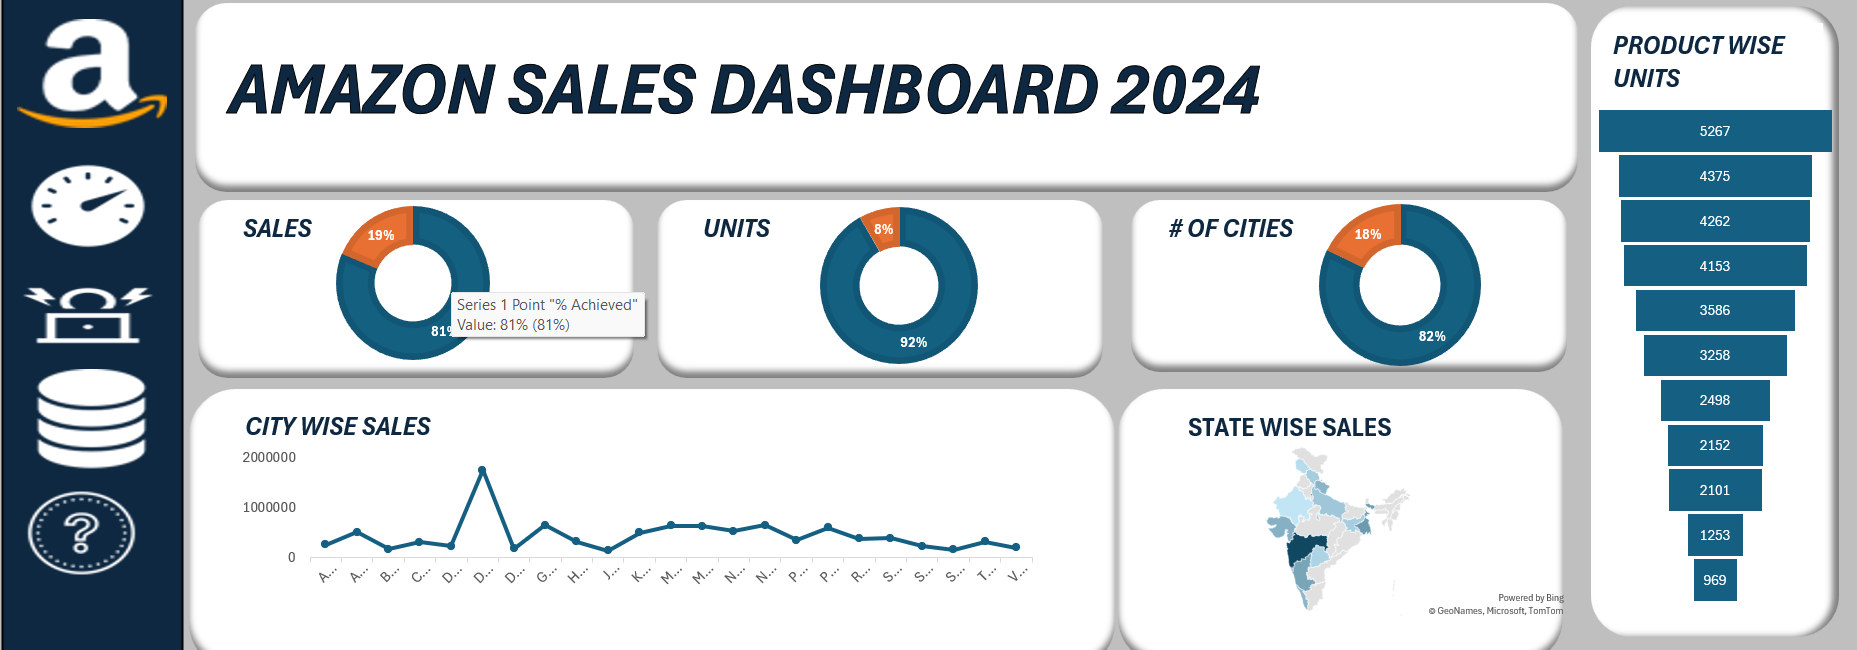 a
AMAZON SALES DASHBOARD 2024
PRODUCT WISE
UNITS
5267
4375
4262
4153
3586
3258
2498
2152
2101
1253
969
SALES
19%
81%
Series 1 Point "% Achieved"
Value: 81% (81%)
UNITS
8%
92%
# OF CITIES
18%
82%
?
CITY WISE SALES
2000000
1000000
0
A... A... B... C... D... D... D... G... H... J... K... M... M... N... N... P... P... R... S... S... S... T... V...
STATE WISE SALES
Powered by Bing
© GeoNames, Microsoft, TomTom